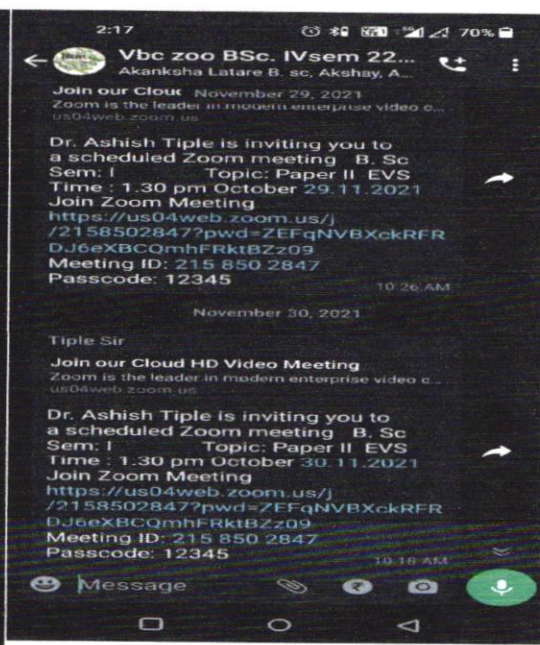 2:17 70%
Vbc zoo BSc. IVsem 22...
Akanksha Latare B. sc, Akshay, A...
Join our Clou November 29, 2021
Zoom is the leader in modern enterprise video c...
us04web.zoom.us
Dr. Ashish Tiple is inviting you to
a scheduled Zoom meeting B. Sc
Sem: I Topic: Paper II EVS
Time : 1.30 pm October 29.11.2021
Join Zoom Meeting
https://us04web.zoom.us/j
/2158502847?pwd=ZEFqNVBXckRFR
DJ6eXBCQmhFRktBZz09
Meeting ID: 215 850 2847
Passcode: 12345
10:26 AM
November 30, 2021
Tiple Sir
Join our Cloud HD Video Meeting
Zoom is the leader in modern enterprise video c...
us04web.zoom.us
Dr. Ashish Tiple is inviting you to
a scheduled Zoom meeting B. Sc
Sem: I Topic: Paper II EVS
Time : 1.30 pm October 30.11.2021
Join Zoom Meeting
https://us04web.zoom.us/j
/2158502847?pwd=ZEFqNVBXckRFR
DJ6eXBCQmhFRktBZz09
Meeting ID: 215 850 2847
Passcode: 12345
10:18 AM
Message